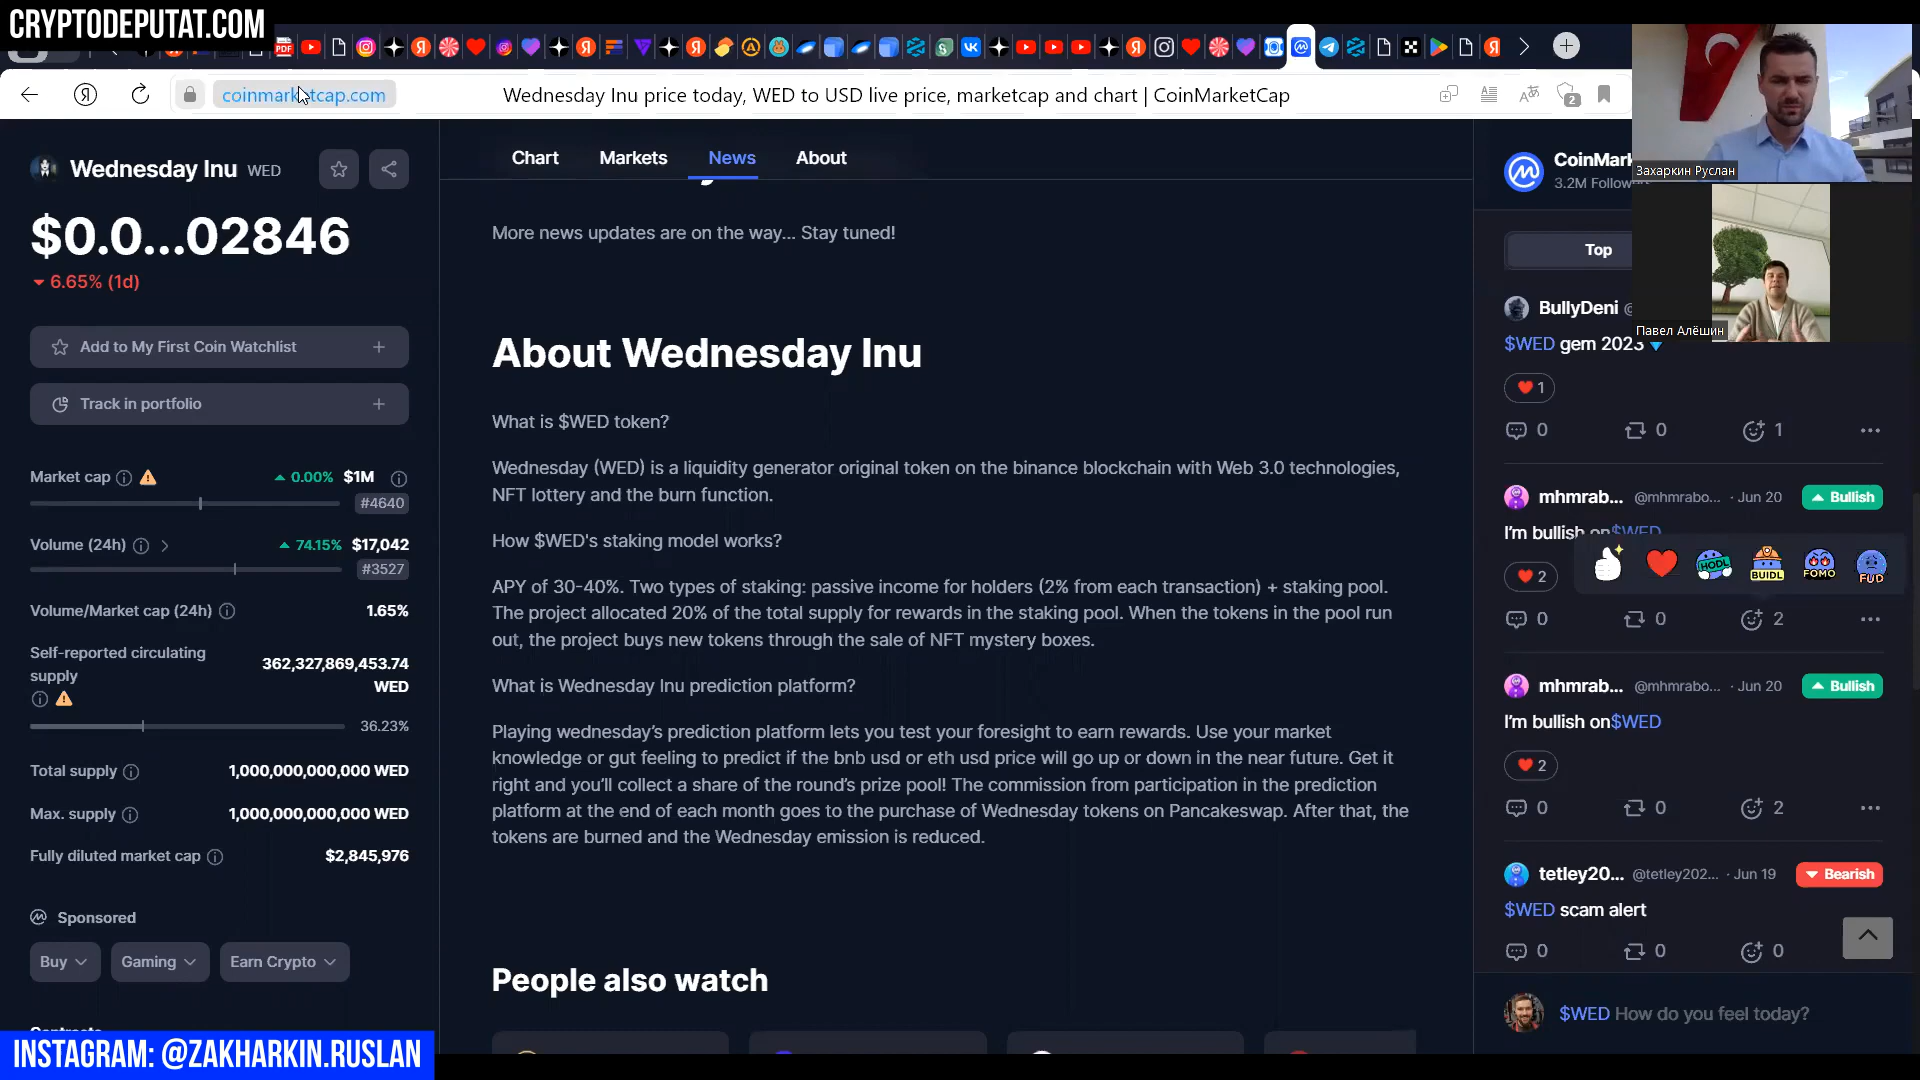 CRYPTODEPUTAT.COM
coinmarketcap.com
Wednesday Inu price today, WED to USD live price, marketcap and chart | CoinMarketCap
2
Захаркин Руслан
Павел Алёшин
Wednesday Inu WED
$0.0...02846
6.65% (1d)
Add to My First Coin Watchlist
Track in portfolio
Market cap 0.00% $1M
#4640
Volume (24h) 74.15% $17,042
#3527
Volume/Market cap (24h) 1.65%
Self-reported circulating supply
362,327,869,453.74 WED
36.23%
Total supply 1,000,000,000,000 WED
Max. supply 1,000,000,000,000 WED
Fully diluted market cap $2,845,976
Sponsored
Buy Gaming Earn Crypto
INSTAGRAM: @ZAKHARKIN.RUSLAN
Chart Markets News About
More news updates are on the way... Stay tuned!
About Wednesday Inu
What is $WED token?
Wednesday (WED) is a liquidity generator original token on the binance blockchain with Web 3.0 technologies,
NFT lottery and the burn function.
How $WED's staking model works?
APY of 30-40%. Two types of staking: passive income for holders (2% from each transaction) + staking pool.
The project allocated 20% of the total supply for rewards in the staking pool. When the tokens in the pool run
out, the project buys new tokens through the sale of NFT mystery boxes.
What is Wednesday Inu prediction platform?
Playing wednesday's prediction platform lets you test your foresight to earn rewards. Use your market
knowledge or gut feeling to predict if the bnb usd or eth usd price will go up or down in the near future. Get it
right and you'll collect a share of the round's prize pool! The commission from participation in the prediction
platform at the end of each month goes to the purchase of Wednesday tokens on Pancakeswap. After that, the
tokens are burned and the Wednesday emission is reduced.
People also watch
CoinMark
3.2M Follow
Top
BullyDeni @
$WED gem 2023
1
0 0 1
mhmrab... @mhmrabo... · Jun 20 Bullish
I'm bullish on $WED
HODL BUIDL FOMO FUD
2
0 0 2
mhmrab... @mhmrabo... · Jun 20 Bullish
I'm bullish on$WED
2
0 0 2
tetley20... @tetley202... · Jun 19 Bearish
$WED scam alert
0 0 0
$WED How do you feel today?